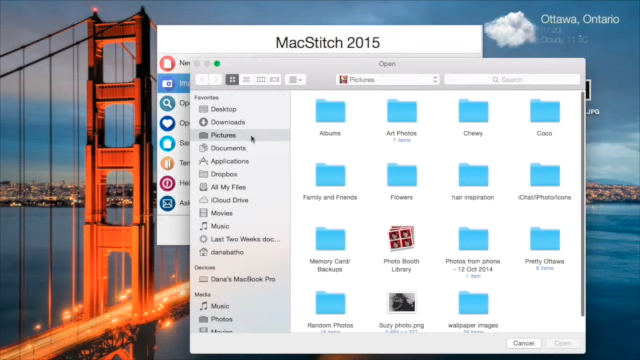 Ottawa, Ontario
Cloudy, 11°C
MacStitch 2015
Open
Pictures
Search
Favorites
Desktop
Downloads
Pictures
Documents
Applications
Dropbox
All My Files
iCloud Drive
Movies
Music
Last Two Weeks doc...
danabatho
Devices
Dana's MacBook Pro
Media
Music
Photos
Movies
Albums
Art Photos
7 items
Chewy
Coco
Family and Friends
Flowers
hair inspiration
iChat/iPhoto/Icons
Memory Card/
Backups
Photo Booth
Library
Photos from phone
- 12 Oct 2014
1 item
Pretty Ottawa
Random Photos
Suzy photo.png
wallpaper images
.JPG
Cancel
Open